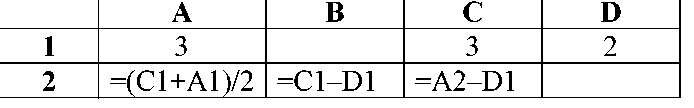 A B C D
1 3 3 2
2 =(C1+A1)/2 =C1–D1 =A2–D1